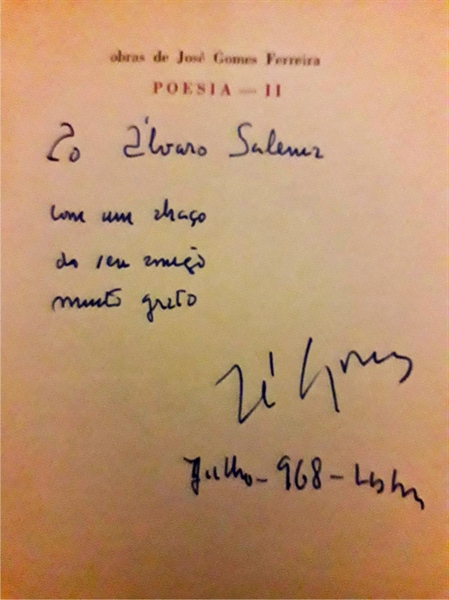 obras de José Gomes Ferreira
POESIA — II
Ao Álvaro Salema
com um abraço
do seu amigo
muito grato
Zé Gomes
Julho - 968 - Lisboa